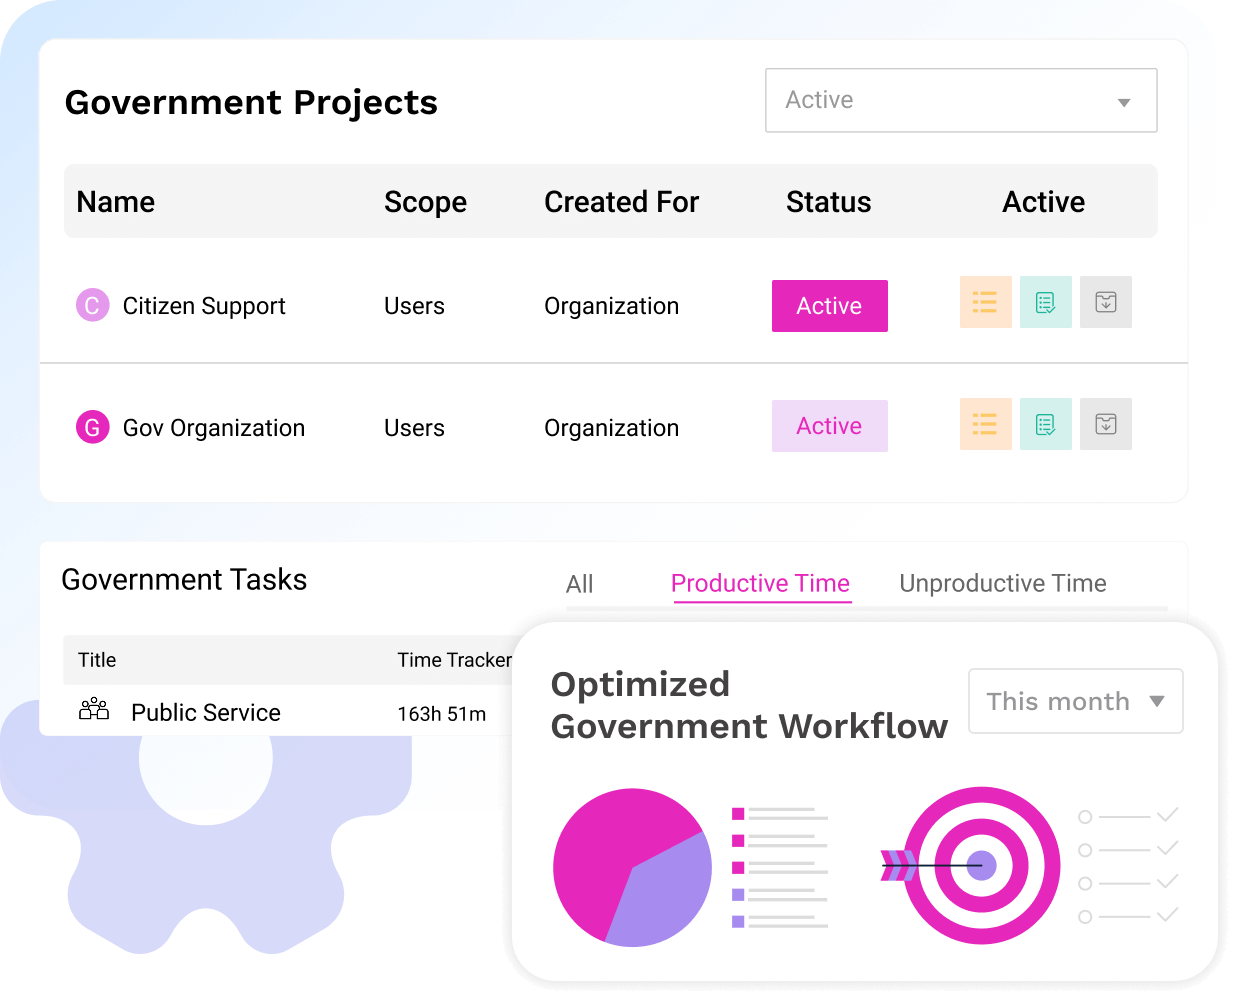 Government Projects
Active
Name Scope Created For Status Active
C Citizen Support Users Organization Active
G Gov Organization Users Organization Active
Government Tasks
All Productive Time Unproductive Time
Title Time Tracker
Public Service 163h 51m
Optimized
Government Workflow
This month